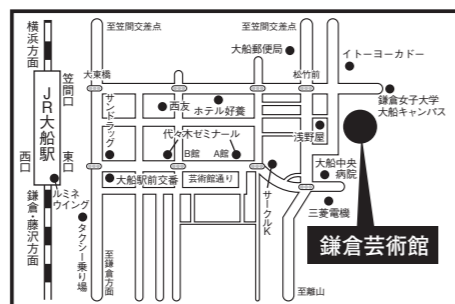 至笠間交差点
至笠間交差点
横浜方面
大船郵便局
イトーヨーカドー
大東橋
松竹前
笠間口
JR大船駅
西友
ホテル好養
鎌倉女子大学
大船キャンパス
サンドラッグ
代々木ゼミナール
浅野屋
B館
A館
西口
東口
大船中央
病院
大船駅前交番
芸術館通り
ルミネ
ウイング
サークルK
三菱電機
鎌倉・藤沢方面
タクシー乗り場
至鎌倉方面
鎌倉芸術館
至離山